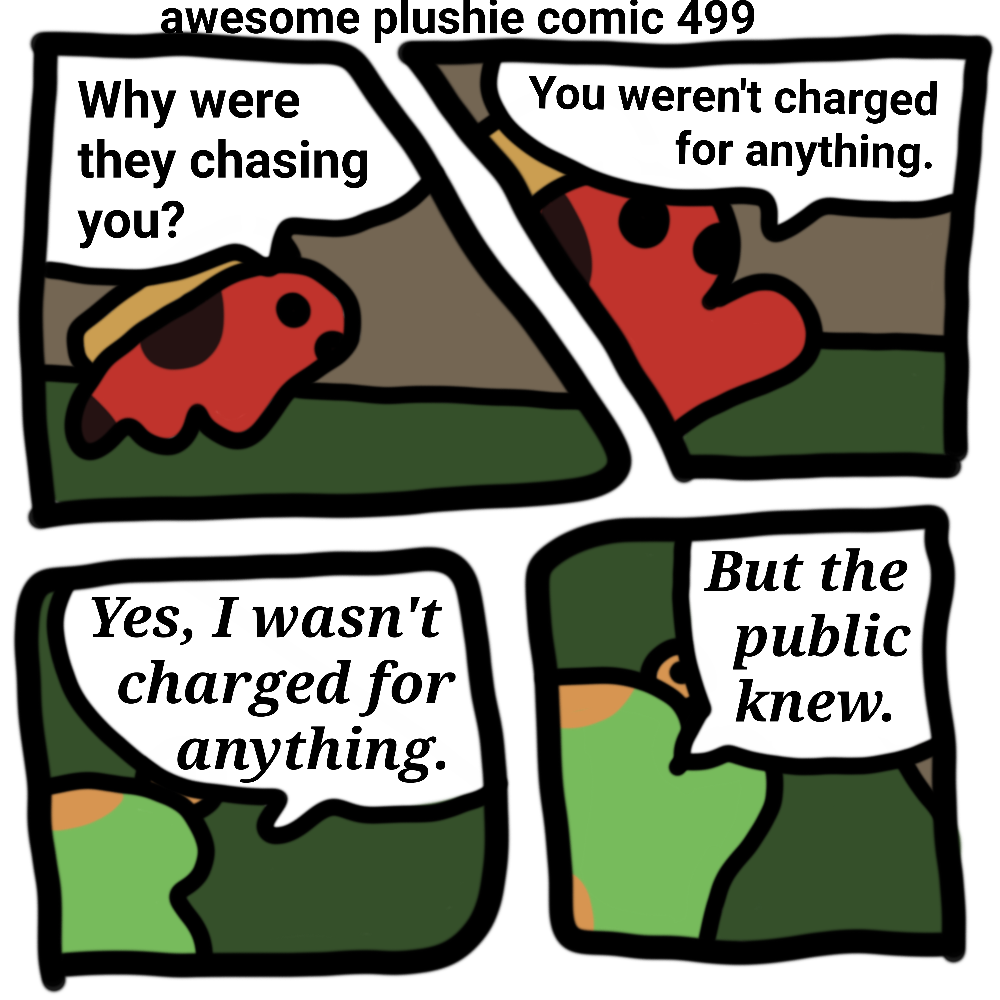 awesome plushie comic 499
Why were
they chasing
you?
You weren't charged
for anything.
Yes, I wasn't
charged for
anything.
But the
public
knew.